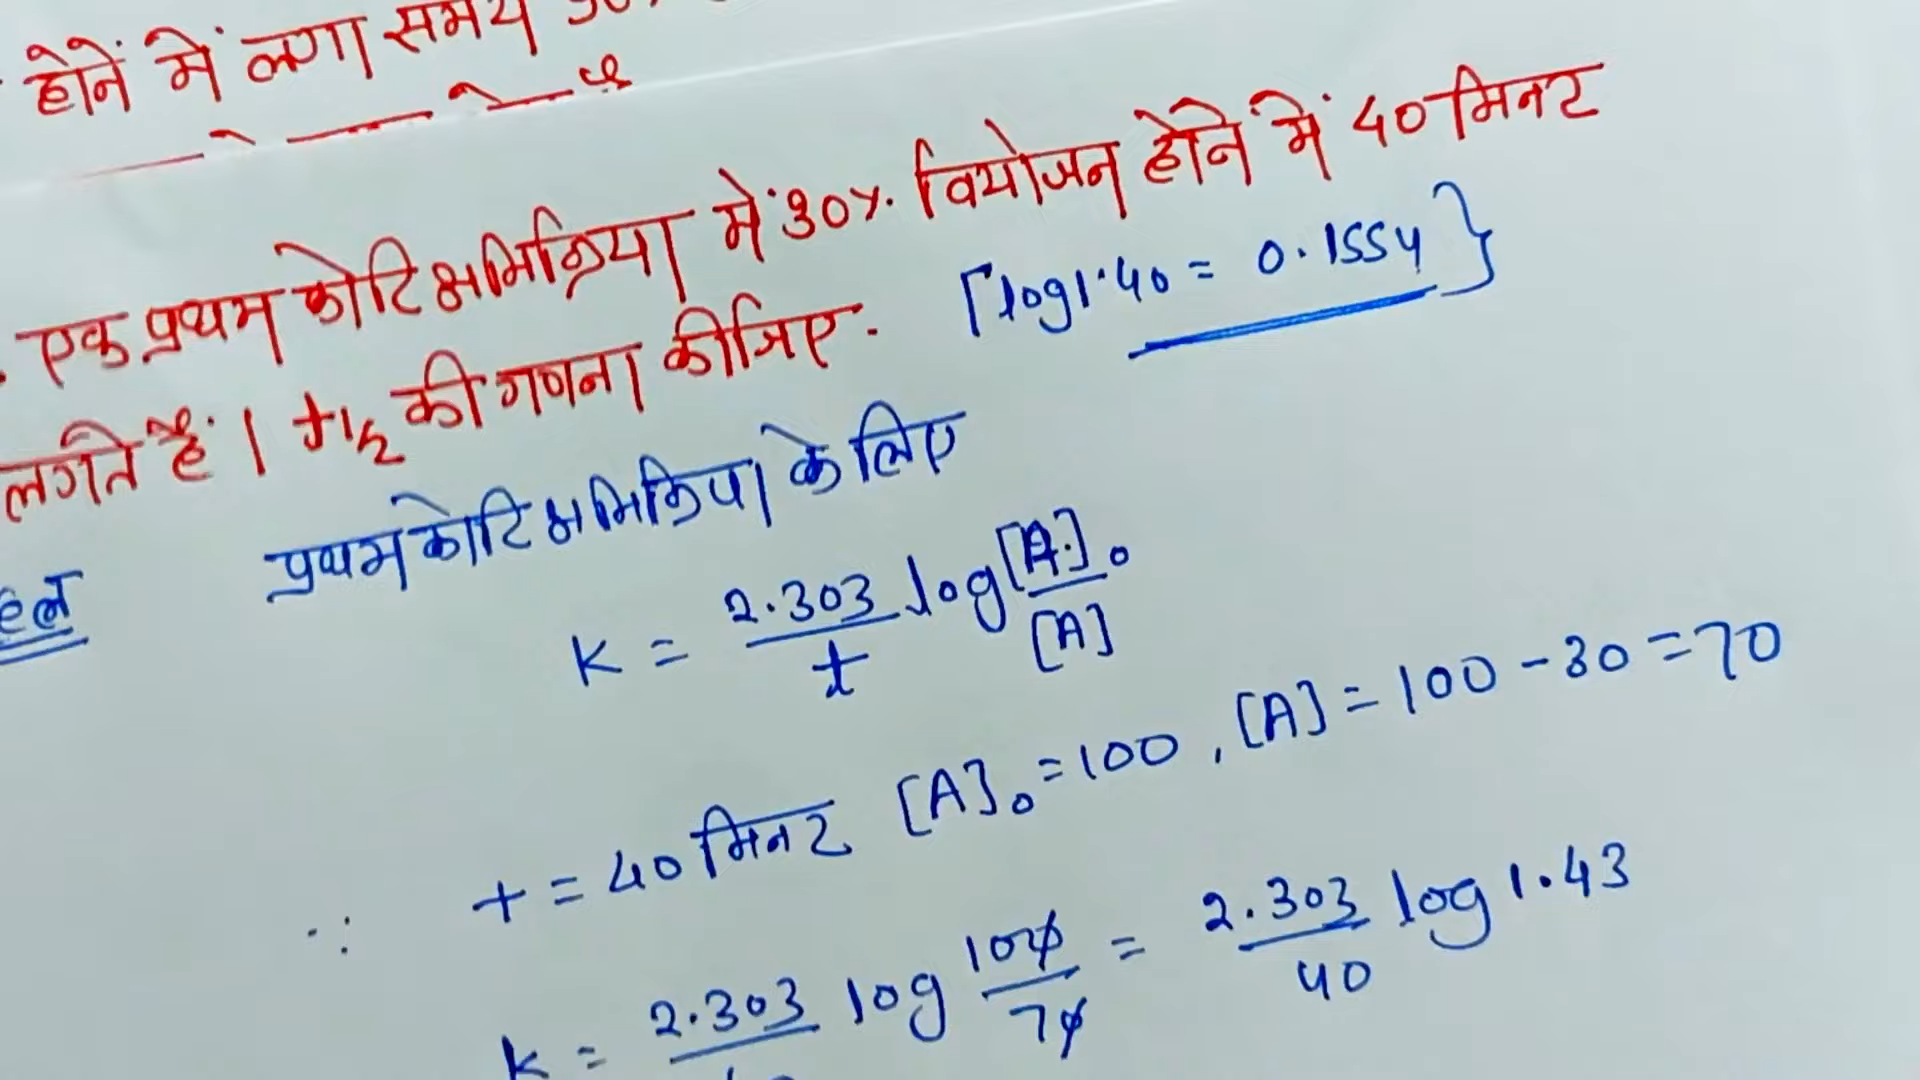 होनें में लगा समय
एक प्रथम कोटि अभिक्रिया में 30%. वियोजन होने में 40 मिनट
लगते हैं। t1/2 की गणना कीजिए. [log1.40 = 0.1554}
हल प्रथम कोटि अभिक्रिया के लिए
K = 2.303/t log [A]₀/[A]
∵ t = 40 मिनट [A]₀ = 100, [A] = 100 - 30 = 70
K = 2.303/ log 100/70 = 2.303/40 log 1.43